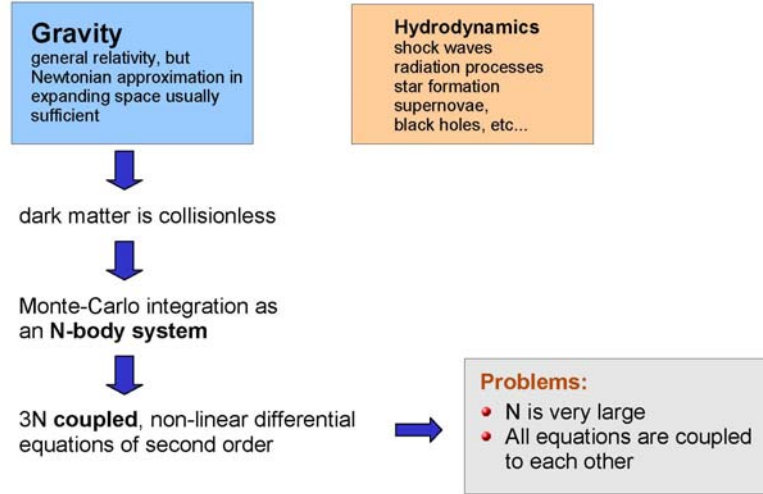 Gravity
general relativity, but
Newtonian approximation in
expanding space usually
sufficient
Hydrodynamics
shock waves
radiation processes
star formation
supernovae,
black holes, etc...
dark matter is collisionless
Monte-Carlo integration as
an N-body system
3N coupled, non-linear differential
equations of second order
Problems:
N is very large
All equations are coupled
to each other